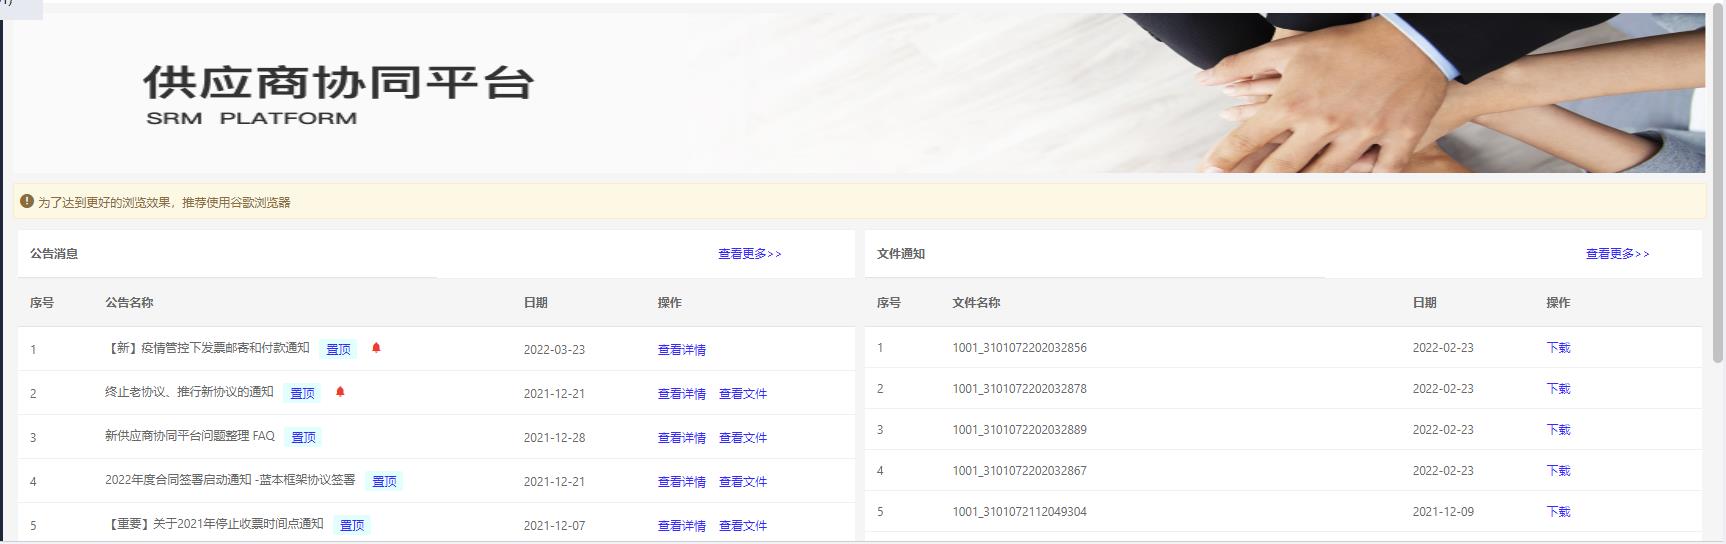 供应商协同平台
SRM PLATFORM
为了达到更好的浏览效果，推荐使用谷歌浏览器
公告消息 查看更多>>
序号 公告名称 日期 操作
1 【新】疫情管控下发票邮寄和付款通知 置顶 2022-03-23 查看详情
2 终止老协议、推行新协议的通知 置顶 2021-12-21 查看详情 查看文件
3 新供应商协同平台问题整理 FAQ 置顶 2021-12-28 查看详情 查看文件
4 2022年度合同签署启动通知 -蓝本框架协议签署 置顶 2021-12-21 查看详情 查看文件
5 【重要】关于2021年停止收票时间点通知 置顶 2021-12-07 查看详情 查看文件
文件通知 查看更多>>
序号 文件名称 日期 操作
1 1001_3101072202032856 2022-02-23 下载
2 1001_3101072202032878 2022-02-23 下载
3 1001_3101072202032889 2022-02-23 下载
4 1001_3101072202032867 2022-02-23 下载
5 1001_3101072112049304 2021-12-09 下载